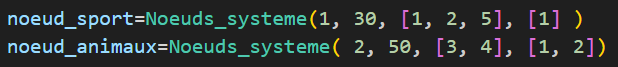 noeud_sport=Noeuds_systeme(1, 30, [1, 2, 5], [1] )
noeud_animaux=Noeuds_systeme( 2, 50, [3, 4], [1, 2])